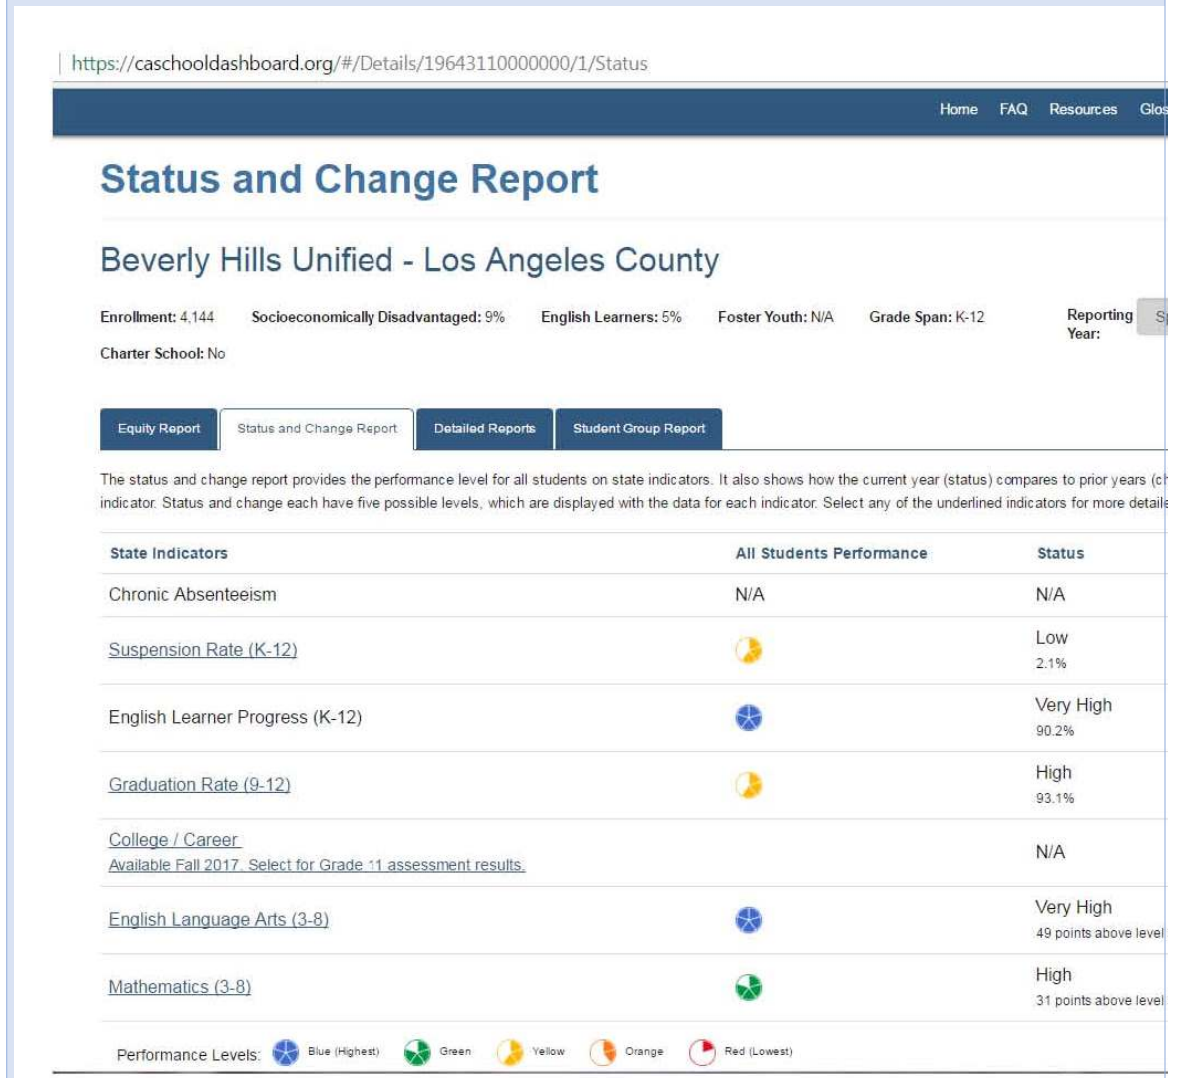 https://caschooldashboard.org/#/Details/19643110000000/1/Status
Home FAQ Resources Glos
Status and Change Report
Beverly Hills Unified - Los Angeles County
Enrollment: 4,144 Socioeconomically Disadvantaged: 9% English Learners: 5% Foster Youth: N/A Grade Span: K-12 Reporting Year: Sp
Charter School: No
Equity Report Status and Change Report Detailed Reports Student Group Report
The status and change report provides the performance level for all students on state indicators. It also shows how the current year (status) compares to prior years (ch
indicator. Status and change each have five possible levels, which are displayed with the data for each indicator. Select any of the underlined indicators for more detaile
State Indicators All Students Performance Status
Chronic Absenteeism N/A N/A
Suspension Rate (K-12) Low
2.1%
English Learner Progress (K-12) Very High
90.2%
Graduation Rate (9-12) High
93.1%
College / Career
Available Fall 2017. Select for Grade 11 assessment results. N/A
English Language Arts (3-8) Very High
49 points above level
Mathematics (3-8) High
31 points above level
Performance Levels: Blue (Highest) Green Yellow Orange Red (Lowest)